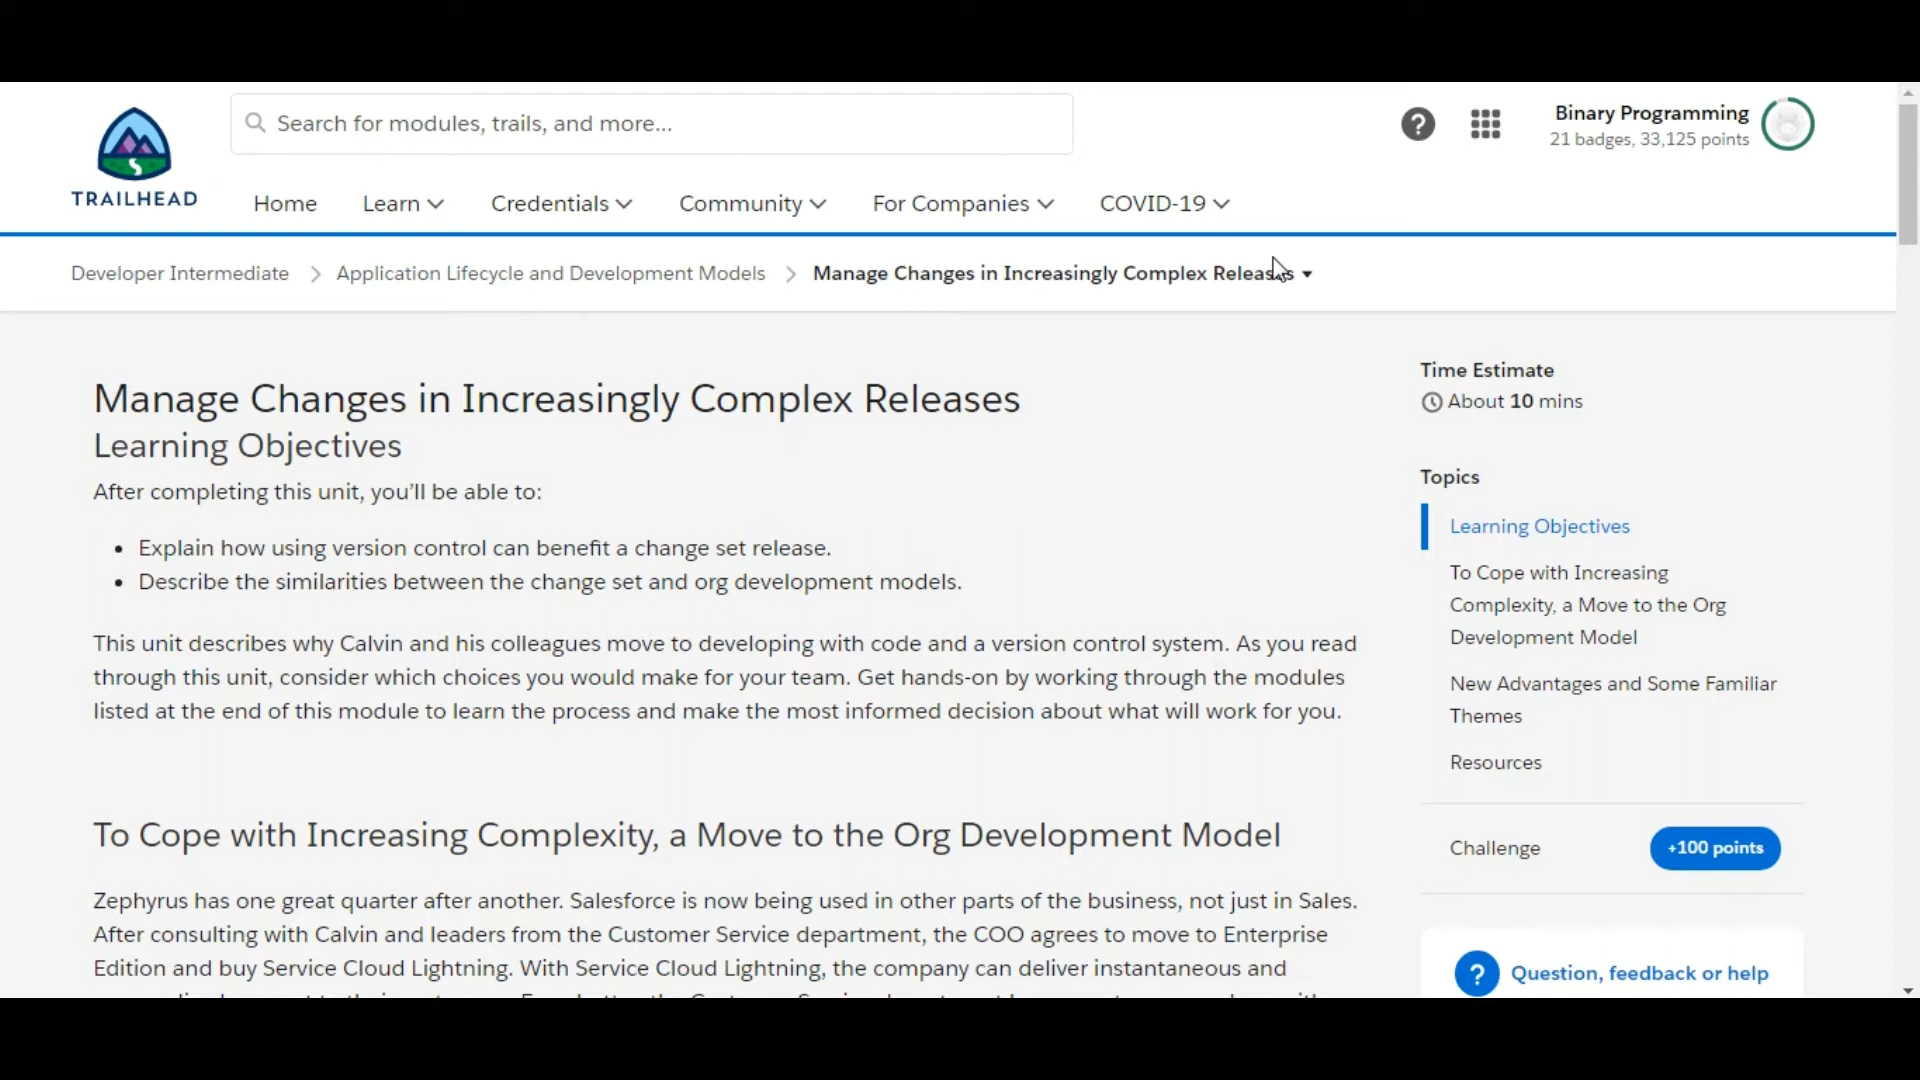 Search for modules, trails, and more...
Binary Programming
21 badges, 33,125 points
TRAILHEAD
Home
Learn
Credentials
Community
For Companies
COVID-19
Developer Intermediate
Application Lifecycle and Development Models
Manage Changes in Increasingly Complex Releases
Manage Changes in Increasingly Complex Releases
Learning Objectives
After completing this unit, you’ll be able to:
• Explain how using version control can benefit a change set release.
• Describe the similarities between the change set and org development models.
This unit describes why Calvin and his colleagues move to developing with code and a version control system. As you read
through this unit, consider which choices you would make for your team. Get hands-on by working through the modules
listed at the end of this module to learn the process and make the most informed decision about what will work for you.
To Cope with Increasing Complexity, a Move to the Org Development Model
Zephyrus has one great quarter after another. Salesforce is now being used in other parts of the business, not just in Sales.
After consulting with Calvin and leaders from the Customer Service department, the COO agrees to move to Enterprise
Edition and buy Service Cloud Lightning. With Service Cloud Lightning, the company can deliver instantaneous and
Time Estimate
About 10 mins
Topics
Learning Objectives
To Cope with Increasing
Complexity, a Move to the Org
Development Model
New Advantages and Some Familiar
Themes
Resources
Challenge
+100 points
? Question, feedback or help